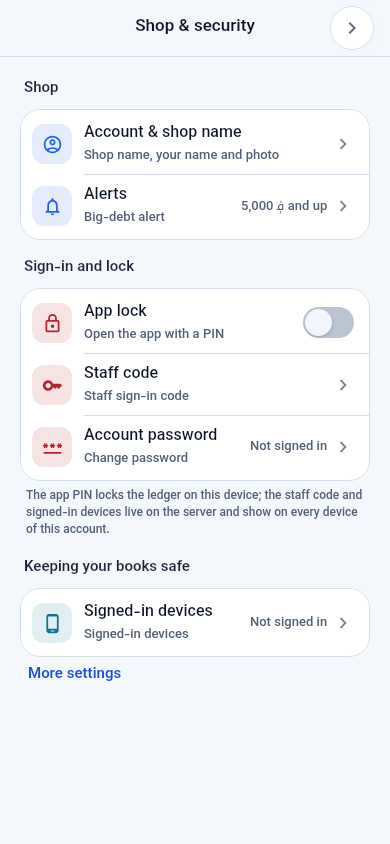 Shop & security
Shop
Account & shop name
Shop name, your name and photo
Alerts
Big-debt alert
5,000 ؋ and up
Sign-in and lock
App lock
Open the app with a PIN
Staff code
Staff sign-in code
Account password
Change password
Not signed in
The app PIN locks the ledger on this device; the staff code and
signed-in devices live on the server and show on every device
of this account.
Keeping your books safe
Signed-in devices
Signed-in devices
Not signed in
More settings